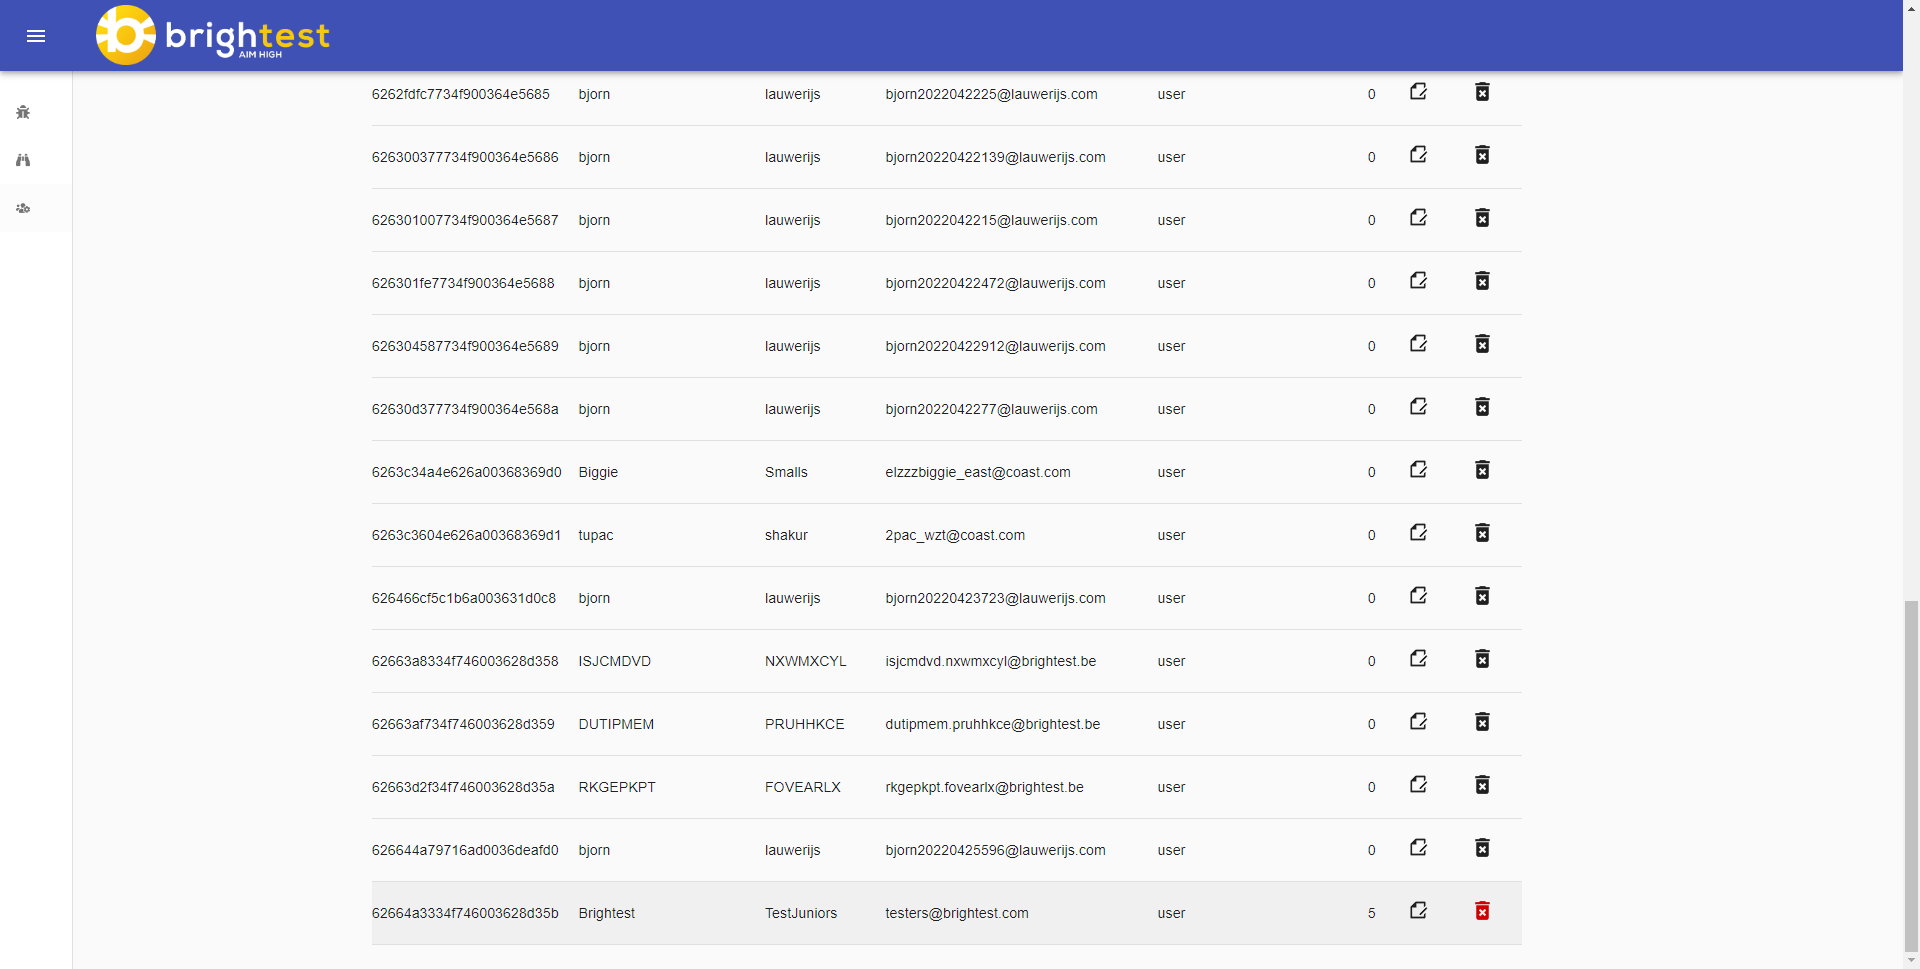 brightest
AIM HIGH
6262fdfc7734f900364e5685 bjorn lauwerijs bjorn2022042225@lauwerijs.com user 0
626300377734f900364e5686 bjorn lauwerijs bjorn20220422139@lauwerijs.com user 0
626301007734f900364e5687 bjorn lauwerijs bjorn2022042215@lauwerijs.com user 0
626301fe7734f900364e5688 bjorn lauwerijs bjorn20220422472@lauwerijs.com user 0
626304587734f900364e5689 bjorn lauwerijs bjorn20220422912@lauwerijs.com user 0
62630d377734f900364e568a bjorn lauwerijs bjorn2022042277@lauwerijs.com user 0
6263c34a4e626a00368369d0 Biggie Smalls elzzzbiggie_east@coast.com user 0
6263c3604e626a00368369d1 tupac shakur 2pac_wzt@coast.com user 0
626466cf5c1b6a003631d0c8 bjorn lauwerijs bjorn20220423723@lauwerijs.com user 0
62663a8334f746003628d358 ISJCMDVD NXWMXCYL isjcmdvd.nxwmxcyl@brightest.be user 0
62663af734f746003628d359 DUTIPMEM PRUHHKCE dutipmem.pruhhkce@brightest.be user 0
62663d2f34f746003628d35a RKGEPKPT FOVEARLX rkgepkpt.fovearlx@brightest.be user 0
626644a79716ad0036deafd0 bjorn lauwerijs bjorn20220425596@lauwerijs.com user 0
62664a3334f746003628d35b Brightest TestJuniors testers@brightest.com user 5